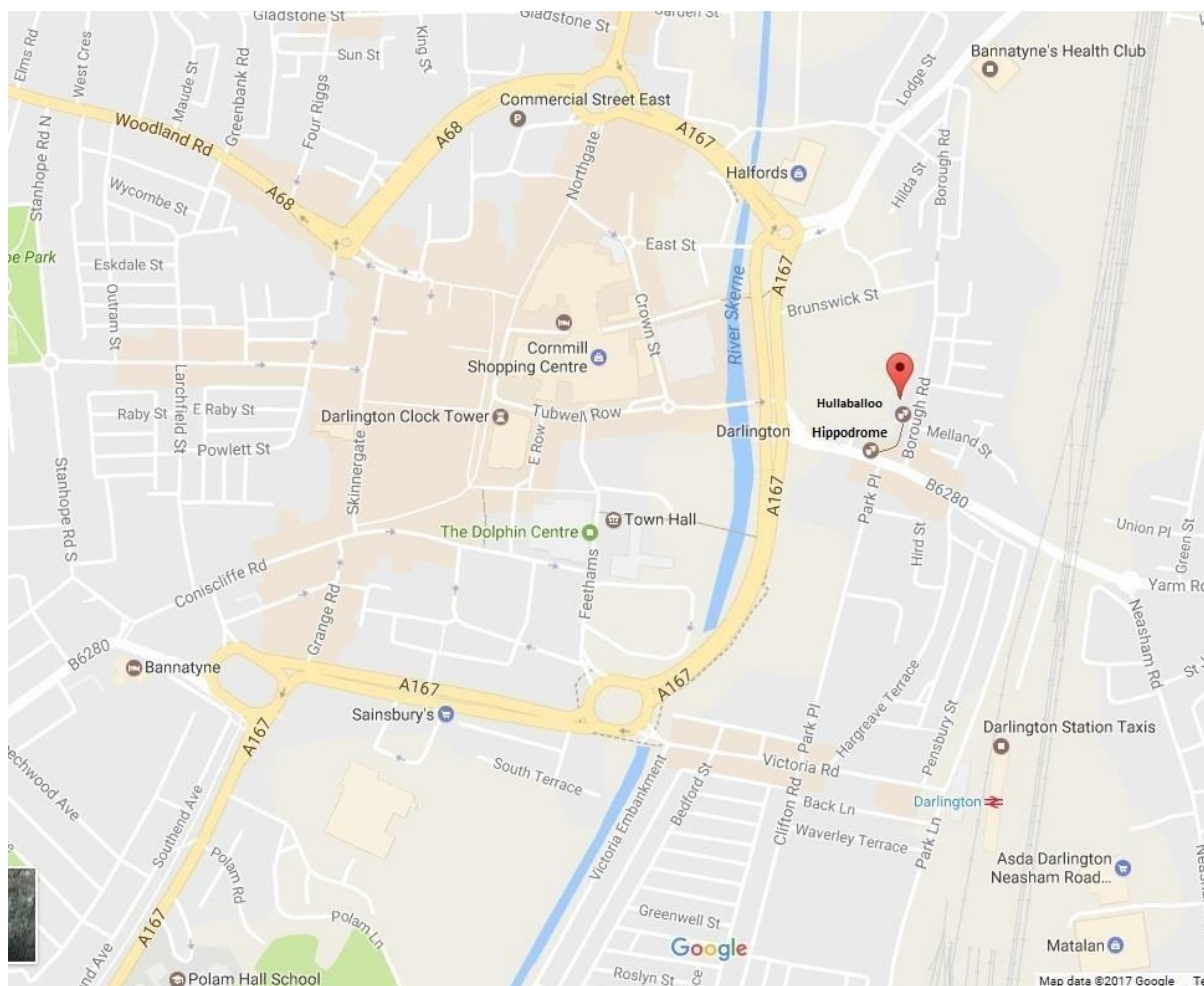 Gladstone St
Gladstone St
Elms Rd
West Cres
Maude St
Greenbank Rd
Sun St
King St
Four Riggs
Lodge St
Bannatyne's Health Club
Commercial Street East
Woodland Rd
A68
A167
Stanhope Rd N
Northgate
Halfords
Hilda St
Borough Rd
Wycombe St
A68
East St
A167
Eskdale St
Outram St
River Skerne
Crown St
Brunswick St
Cornmill
Shopping Centre
Larchfield St
Raby St
E Raby St
Darlington Clock Tower
Tubwell Row
Hullaballoo
Hippodrome
Borough Rd
Melland St
Darlington
Powlett St
E Row
B6280
Skinnergate
Stanhope Rd S
A167
Park Pl
Town Hall
The Dolphin Centre
Hird St
Union Pl
Green St
Coniscliffe Rd
Feethams
Yarm Ro
Grange Rd
Neasham Rd
B6280
Bannatyne
A167
A167
Sainsbury's
A167
Park Pl
Hargreave Terrace
Pensbury St
Darlington Station Taxis
Victoria Rd
South Terrace
Victoria Embankment
Bedford St
Back Ln
Clifton Rd
Waverley Terrace
Park Ln
Darlington
eechwood Ave
Southend Ave
Asda Darlington
Neasham Road...
Polam Rd
Polam Ln
A167
Greenwell St
Google
Matalan
Polam Hall School
Roslyn St
Map data ©2017 Google